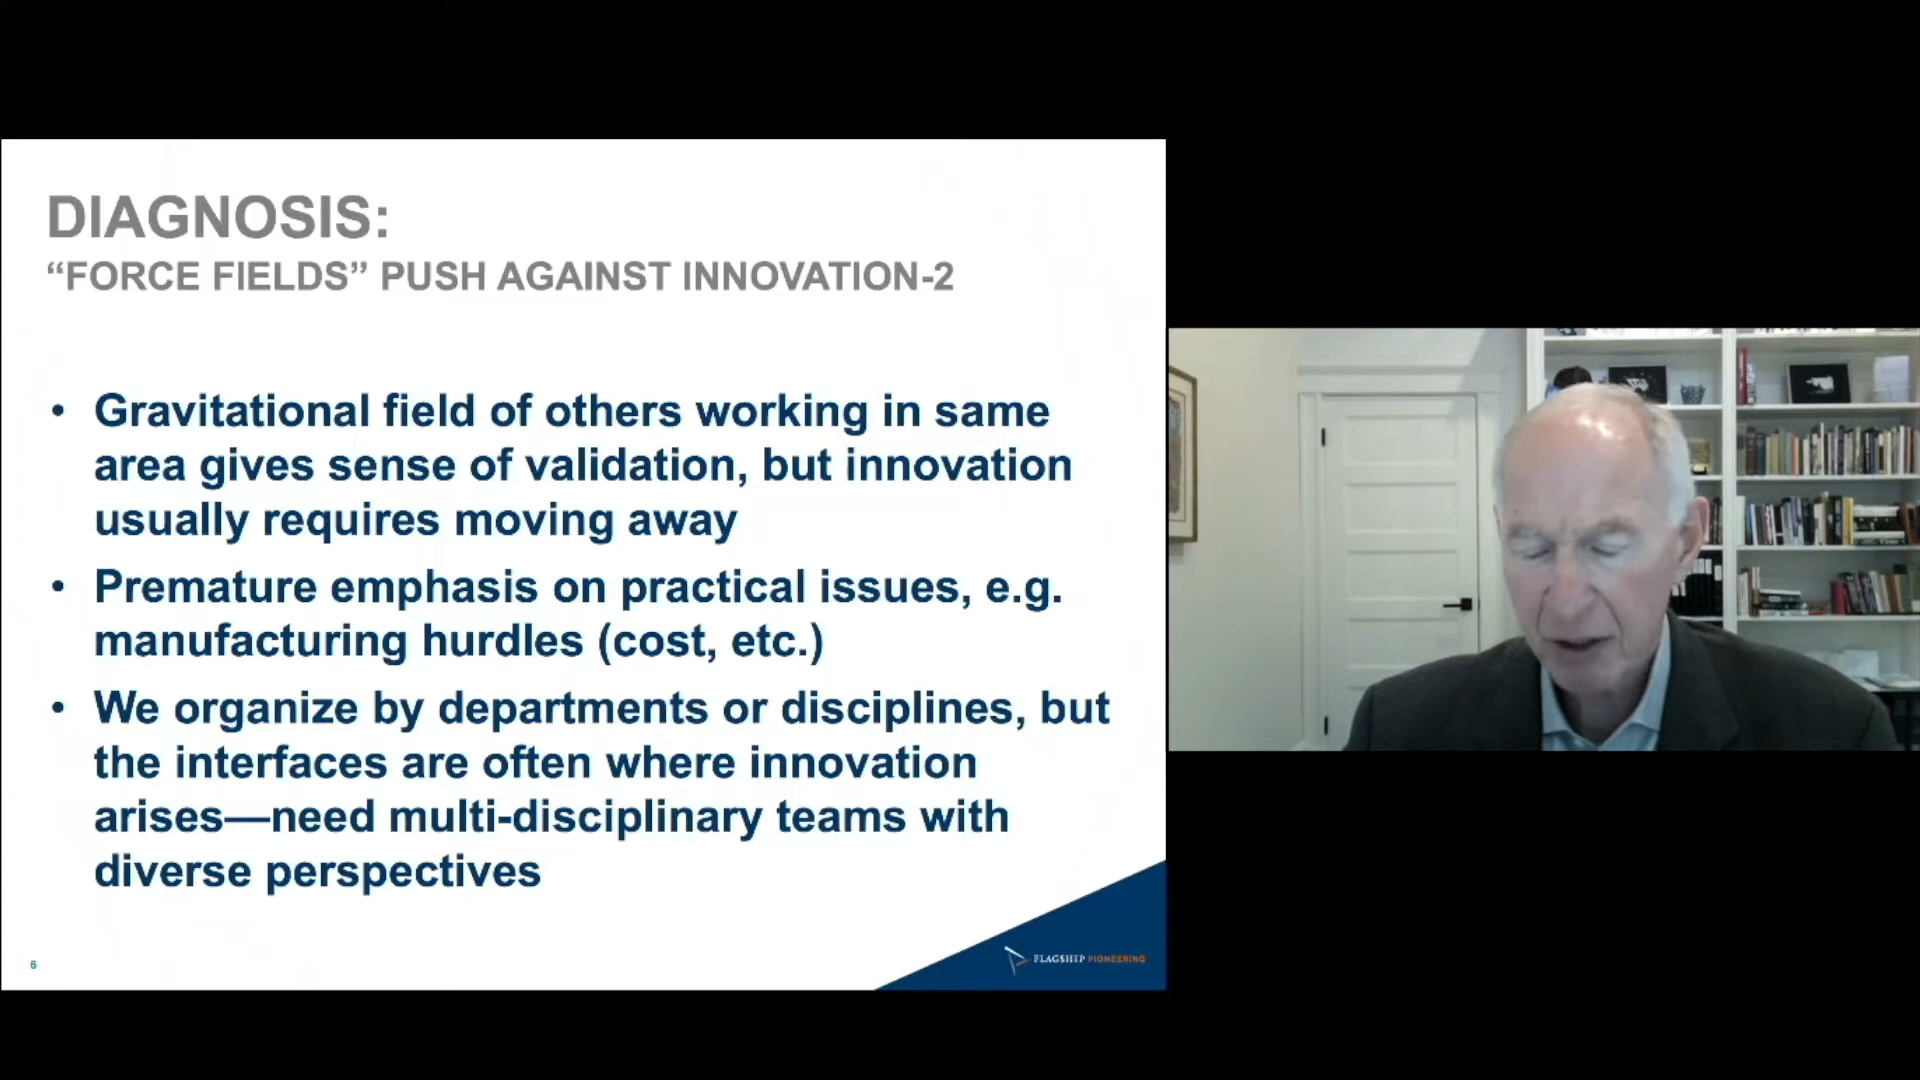 DIAGNOSIS:
“FORCE FIELDS” PUSH AGAINST INNOVATION-2
• Gravitational field of others working in same
area gives sense of validation, but innovation
usually requires moving away
• Premature emphasis on practical issues, e.g.
manufacturing hurdles (cost, etc.)
• We organize by departments or disciplines, but
the interfaces are often where innovation
arises—need multi-disciplinary teams with
diverse perspectives
6
FLAGSHIP PIONEERING